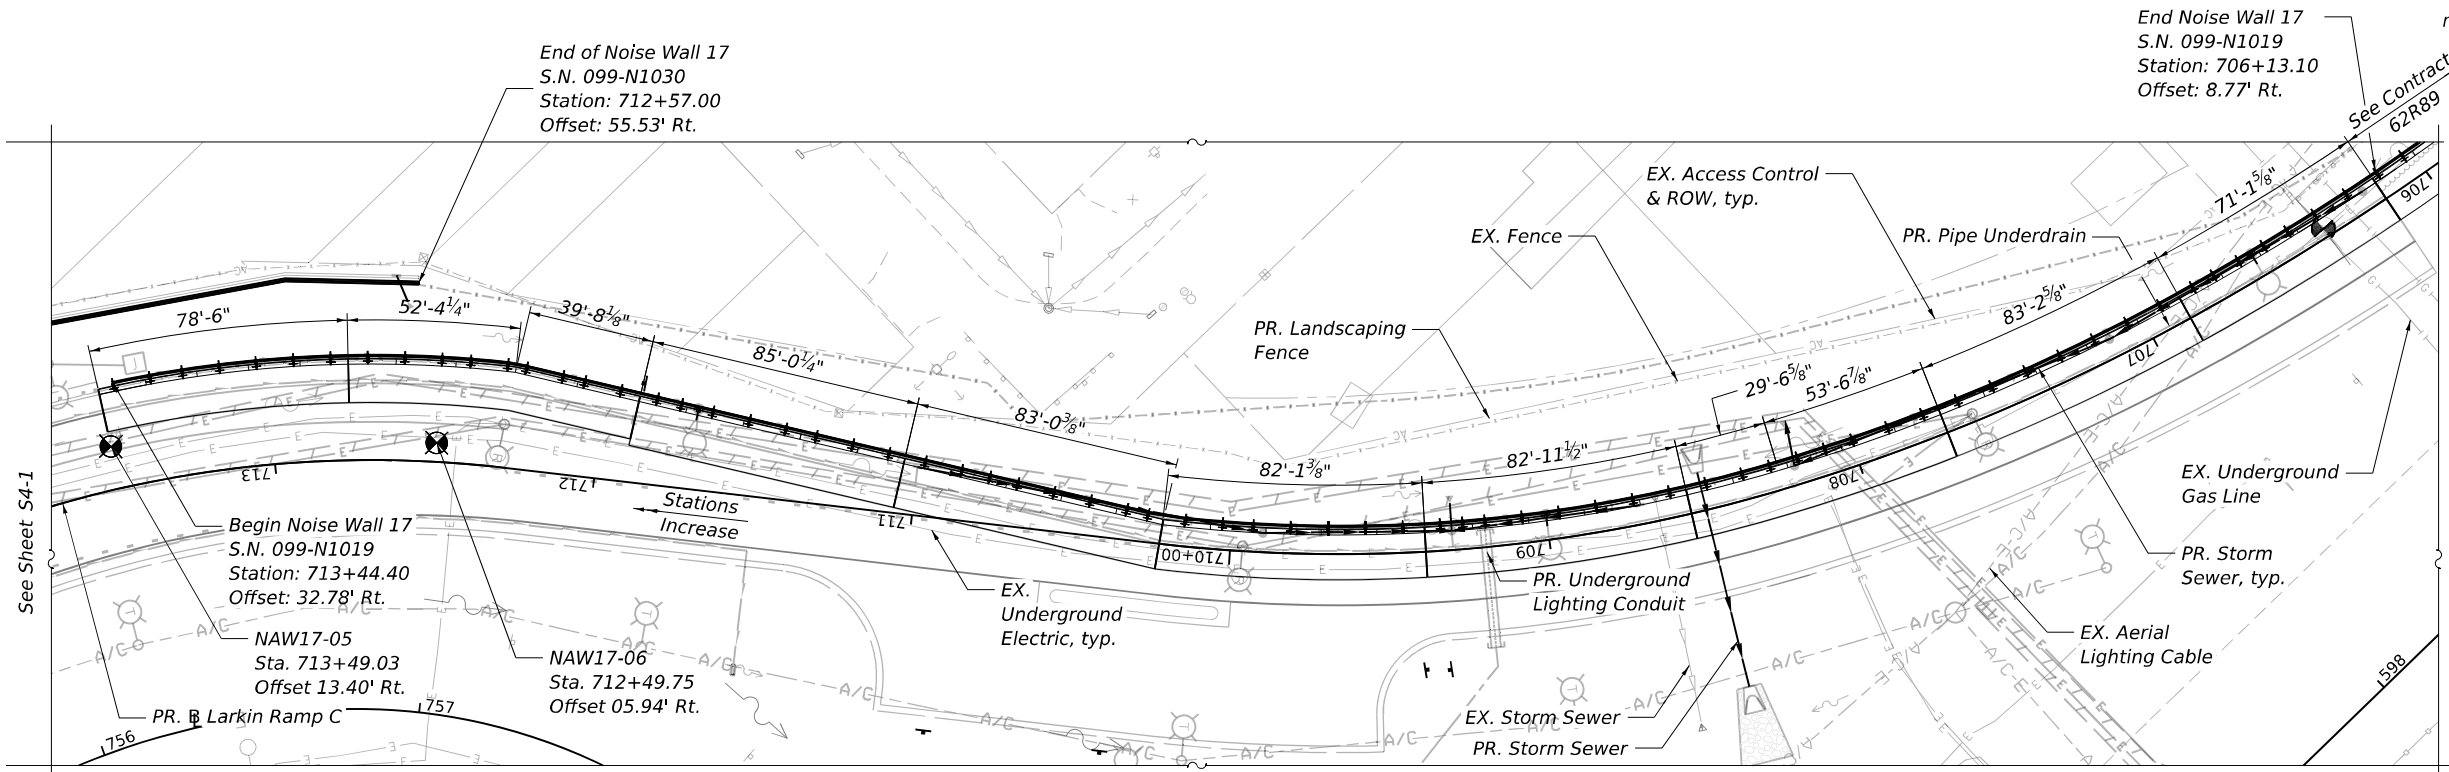 End of Noise Wall 17
S.N. 099-N1030
Station: 712+57.00
Offset: 55.53' Rt.
End Noise Wall 17
S.N. 099-N1019
Station: 706+13.10
Offset: 8.77' Rt.
See Contract
62R89
EX. Access Control
& ROW, typ.
EX. Fence
PR. Pipe Underdrain
PR. Landscaping
Fence
78'-6"
52'-4¼"
39'-8⅛"
85'-0¼"
83'-0⅜"
82'-1⅜"
82'-11½"
29'-6⅝"
53'-6⅞"
83'-2⅝"
71'-1⅝"
See Sheet S4-1
713
712
711
710+00
709
708
707
706
Stations
Increase
Begin Noise Wall 17
S.N. 099-N1019
Station: 713+44.40
Offset: 32.78' Rt.
NAW17-05
Sta. 713+49.03
Offset 13.40' Rt.
NAW17-06
Sta. 712+49.75
Offset 05.94' Rt.
PR. ⅊ Larkin Ramp C
756
757
EX.
Underground
Electric, typ.
PR. Underground
Lighting Conduit
EX. Storm Sewer
PR. Storm Sewer
EX. Underground
Gas Line
PR. Storm
Sewer, typ.
EX. Aerial
Lighting Cable
598